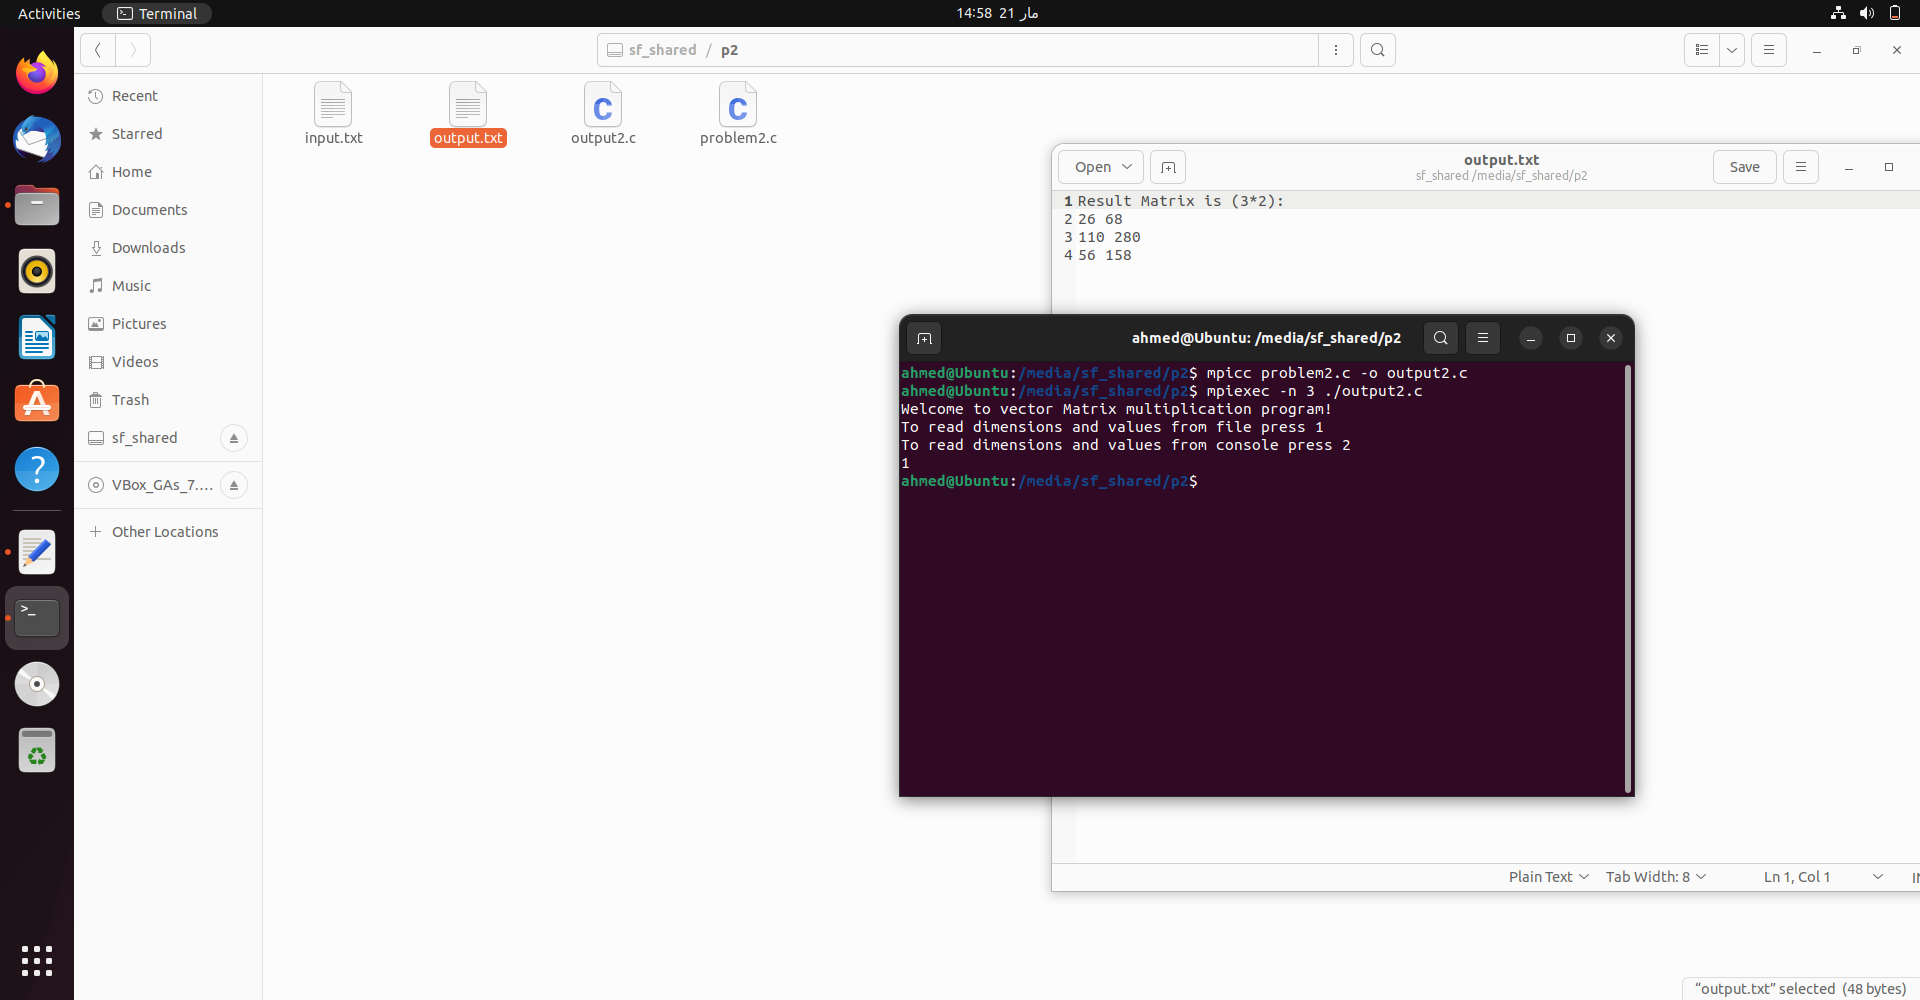 Activities
Terminal
14:58 21 مار
sf_shared / p2
Recent
Starred
Home
Documents
Downloads
Music
Pictures
Videos
Trash
sf_shared
VBox_GAs_7....
Other Locations
input.txt
output.txt
output2.c
problem2.c
Open
output.txt
sf_shared /media/sf_shared/p2
Save
1 Result Matrix is (3*2):
2 26 68
3 110 280
4 56 158
ahmed@Ubuntu: /media/sf_shared/p2
ahmed@Ubuntu:/media/sf_shared/p2$ mpicc problem2.c -o output2.c
ahmed@Ubuntu:/media/sf_shared/p2$ mpiexec -n 3 ./output2.c
Welcome to vector Matrix multiplication program!
To read dimensions and values from file press 1
To read dimensions and values from console press 2
1
ahmed@Ubuntu:/media/sf_shared/p2$
Plain Text
Tab Width: 8
Ln 1, Col 1
"output.txt" selected (48 bytes)